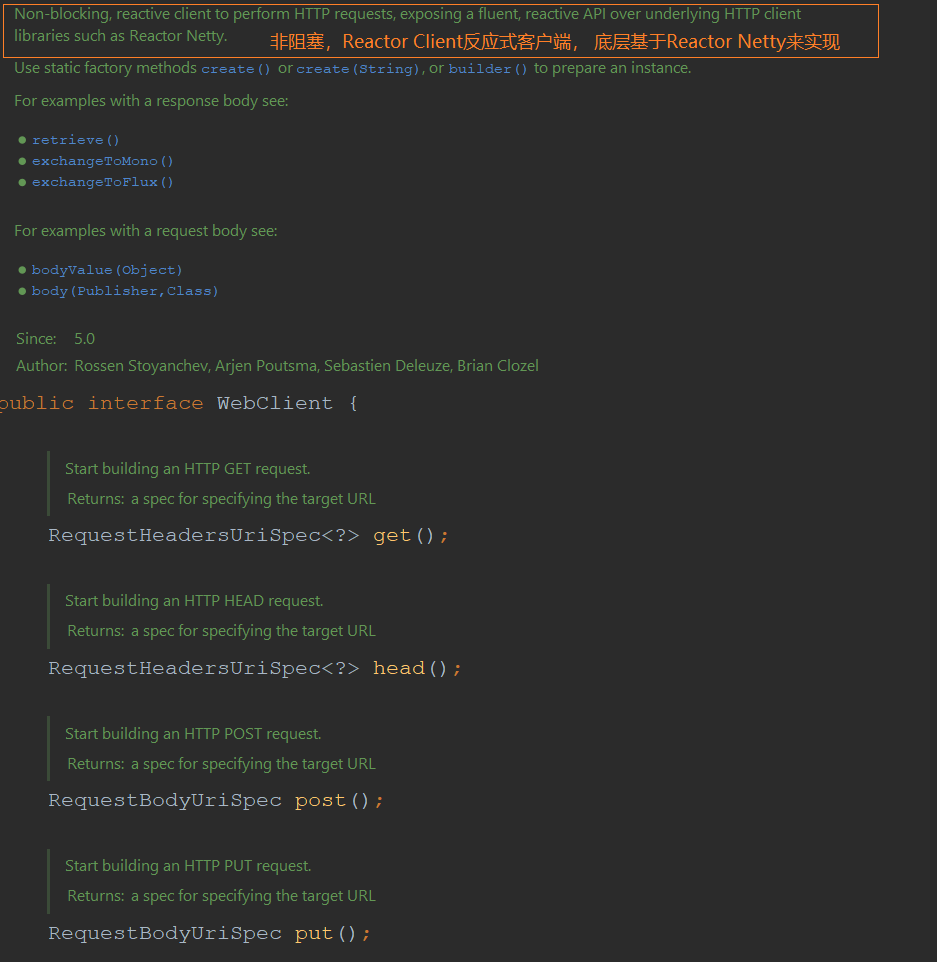 Non-blocking, reactive client to perform HTTP requests, exposing a fluent, reactive API over underlying HTTP client
libraries such as Reactor Netty.
非阻塞，Reactor Client反应式客户端， 底层基于Reactor Netty来实现
Use static factory methods create() or create(String), or builder() to prepare an instance.
For examples with a response body see:
● retrieve()
● exchangeToMono()
● exchangeToFlux()
For examples with a request body see:
● bodyValue(Object)
● body(Publisher,Class)
Since: 5.0
Author: Rossen Stoyanchev, Arjen Poutsma, Sebastien Deleuze, Brian Clozel
public interface WebClient {
Start building an HTTP GET request.
Returns: a spec for specifying the target URL
RequestHeadersUriSpec<?> get();
Start building an HTTP HEAD request.
Returns: a spec for specifying the target URL
RequestHeadersUriSpec<?> head();
Start building an HTTP POST request.
Returns: a spec for specifying the target URL
RequestBodyUriSpec post();
Start building an HTTP PUT request.
Returns: a spec for specifying the target URL
RequestBodyUriSpec put();